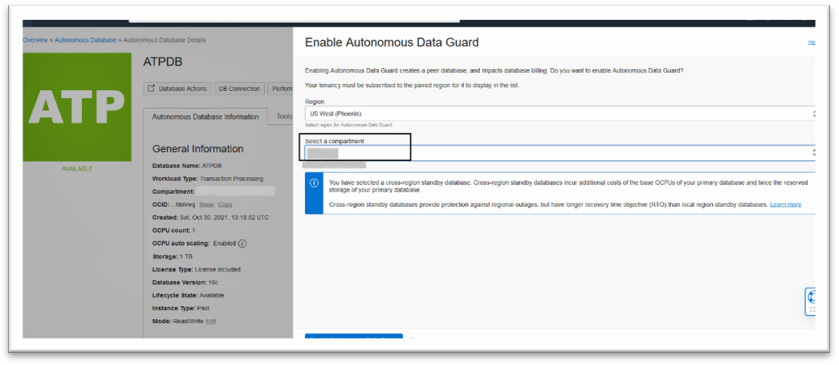 Overview » Autonomous Database » Autonomous Database Details
ATP
AVAILABLE
ATPDB
Database Actions
DB Connection
Perform
Autonomous Database Information
Tools
General Information
Database Name: ATPDB
Workload Type: Transaction Processing
Compartment:
OCID: Show Copy
Created: Sat, Oct 30, 2021, UTC
OCPU count: 1
OCPU auto scaling: Enabled
Storage: 1 TB
License Type: License Included
Database Version: 19c
Lifecycle State: Available
Instance Type: Paid
Mode: Read/Write Edit
Enable Autonomous Data Guard
Enabling Autonomous Data Guard creates a peer database, and impacts database billing. Do you want to enable Autonomous Data Guard?
Your tenancy must be subscribed to the paired region for it to display in the list.
Region
US West (Phoenix)
Select region for Autonomous Data Guard
Select a compartment
You have selected a cross-region standby database. Cross-region standby databases incur additional costs of the base OCPUs of your primary database and twice the reserved
storage of your primary database.
Cross-region standby databases provide protection against regional outages, but have longer recovery time objective (RTO) than local region standby databases. Learn more